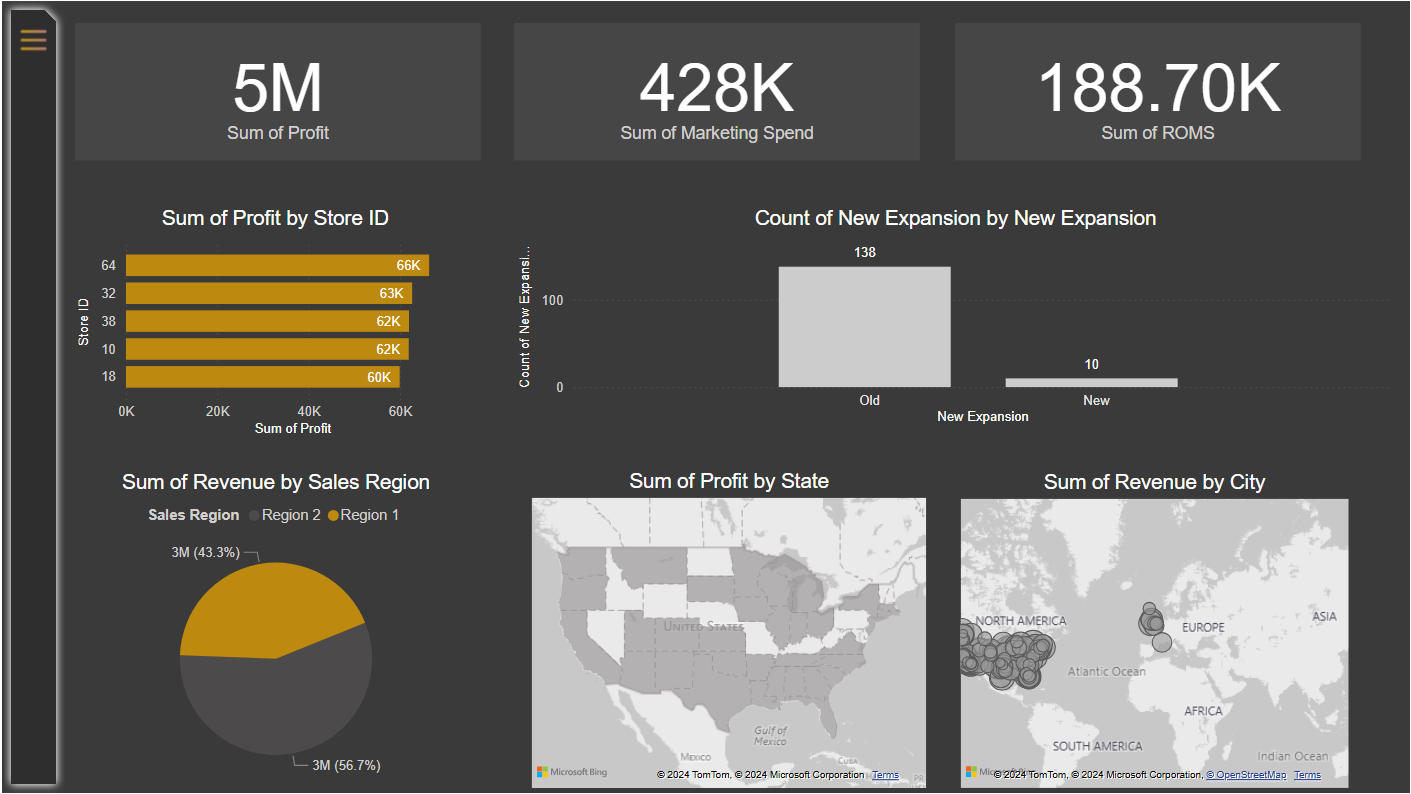 5M
Sum of Profit
428K
Sum of Marketing Spend
188.70K
Sum of ROMS
Sum of Profit by Store ID
Store ID
64
66K
32
63K
38
62K
10
62K
18
60K
0K 20K 40K 60K
Sum of Profit
Count of New Expansion by New Expansion
Count of New Expansi...
100
0
138
10
Old New
New Expansion
Sum of Revenue by Sales Region
Sales Region Region 2 Region 1
3M (43.3%)
3M (56.7%)
Sum of Profit by State
UNITED STATES
Gulf of
Mexico
MEXICO
CUBA
PR
Microsoft Bing
© 2024 TomTom, © 2024 Microsoft Corporation Terms
Sum of Revenue by City
NORTH AMERICA
EUROPE
ASIA
Atlantic Ocean
AFRICA
SOUTH AMERICA
Indian Ocean
Microsoft Bing
© 2024 TomTom, © 2024 Microsoft Corporation, © OpenStreetMap Terms